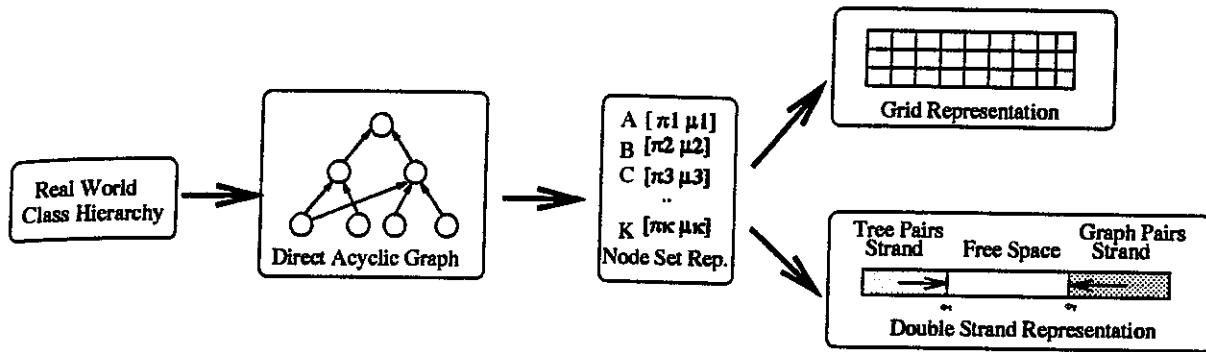 Real World
Class Hierarchy
Direct Acyclic Graph
A [π1 μ1]
B [π2 μ2]
C [π3 μ3]
..
K [πκ μκ]
Node Set Rep.
Grid Representation
Tree Pairs
Strand
Free Space
Graph Pairs
Strand
Double Strand Representation